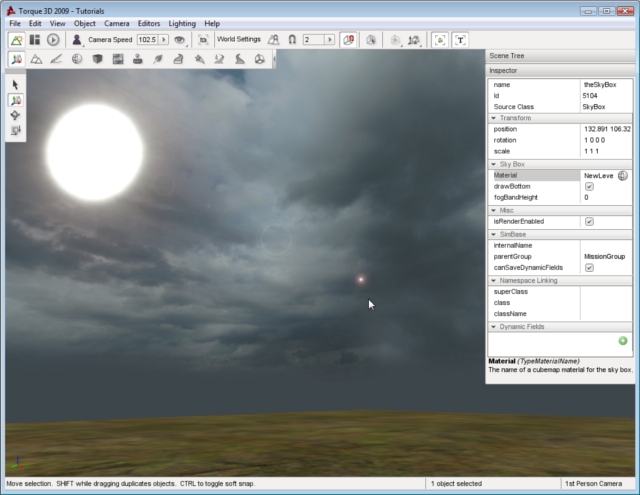 Torque 3D 2009 - Tutorials
File Edit View Object Camera Editors Lighting Help
Camera Speed 102.5 World Settings 2 T
Scene Tree
Inspector
name theSkyBox
id 5104
Source Class SkyBox
Transform
position 132.891 106.32
rotation 1 0 0 0
scale 1 1 1
Sky Box
Material NewLeve
drawBottom
fogBandHeight 0
Misc
isRenderEnabled
SimBase
internalName
parentGroup MissionGroup
canSaveDynamicFields
Namespace Linking
superClass
class
className
Dynamic Fields
Material (TypeMaterialName)
The name of a cubemap material for the sky box.
Move selection. SHIFT while dragging duplicates objects. CTRL to toggle soft snap. 1 object selected 1st Person Camera